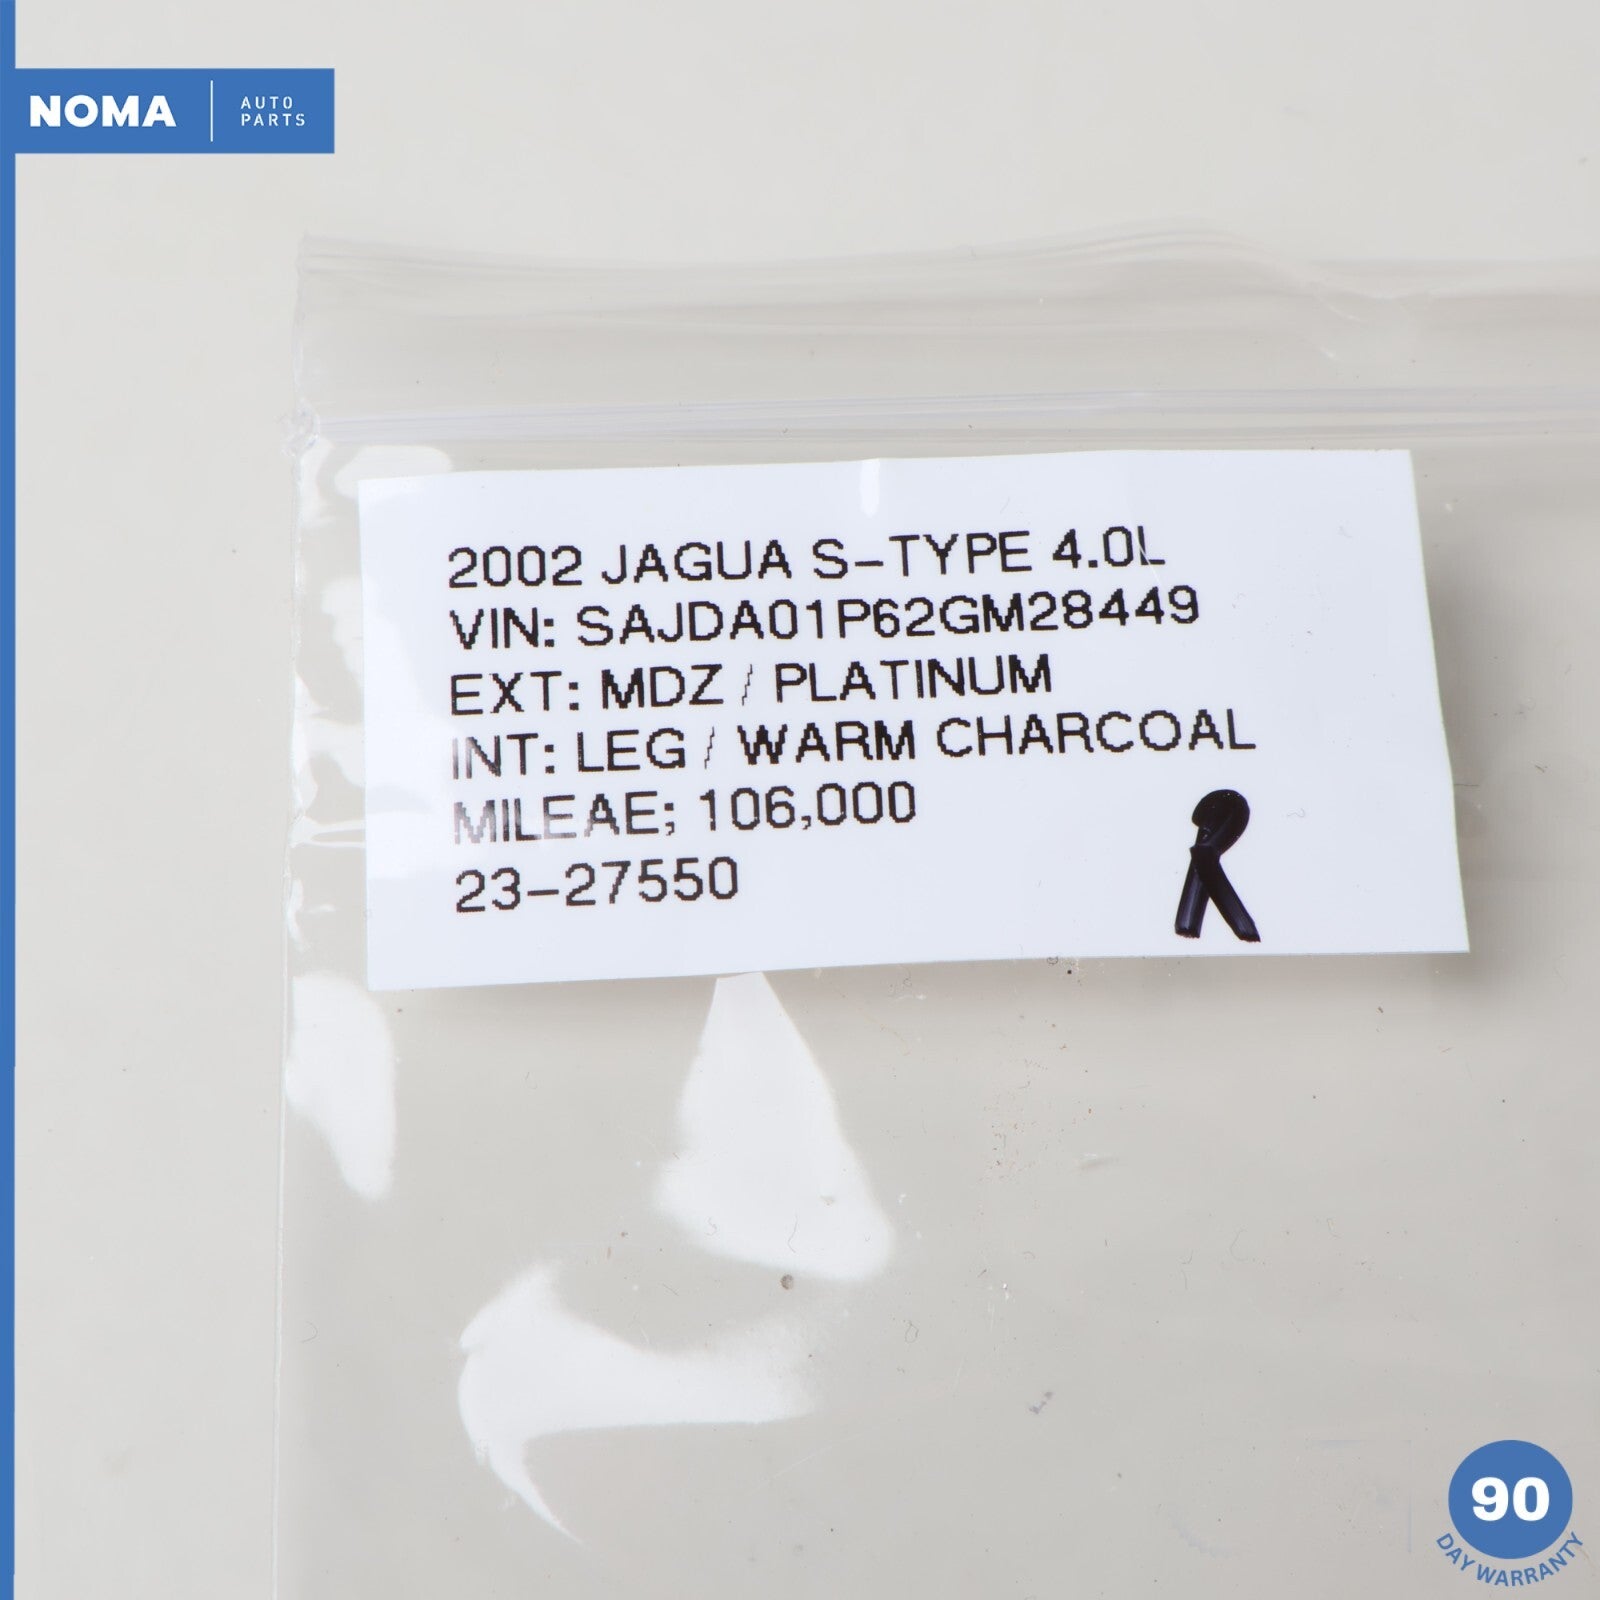 NOMA
AUTO
PARTS
2002 JAGUA S-TYPE 4.0L
VIN: SAJDA01P62GM28449
EXT: MDZ / PLATINUM
INT: LEG / WARM CHARCOAL
MILEAE; 106,000
23-27550
R
90
DAY WARRANTY